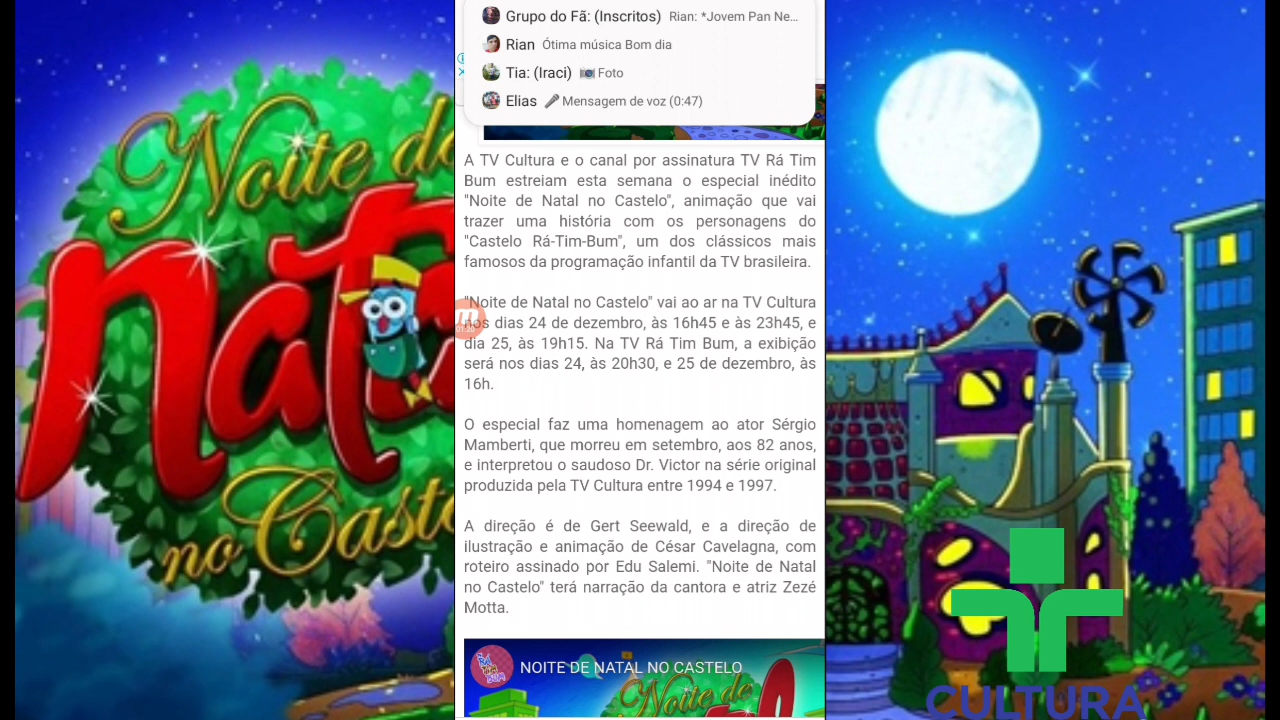 Noite de
Nata
no Caste
Grupo do Fã: (Inscritos) Rian: *Jovem Pan Ne...
Rian Ótima música Bom dia
Tia: (Iraci) Foto
Elias Mensagem de voz (0:47)
A TV Cultura e o canal por assinatura TV Rá Tim
Bum estreiam esta semana o especial inédito
"Noite de Natal no Castelo", animação que vai
trazer uma história com os personagens do
"Castelo Rá-Tim-Bum", um dos clássicos mais
famosos da programação infantil da TV brasileira.
"Noite de Natal no Castelo" vai ao ar na TV Cultura
nos dias 24 de dezembro, às 16h45 e às 23h45, e
dia 25, às 19h15. Na TV Rá Tim Bum, a exibição
será nos dias 24, às 20h30, e 25 de dezembro, às
16h.
O especial faz uma homenagem ao ator Sérgio
Mamberti, que morreu em setembro, aos 82 anos,
e interpretou o saudoso Dr. Victor na série original
produzida pela TV Cultura entre 1994 e 1997.
A direção é de Gert Seewald, e a direção de
ilustração e animação de César Cavelagna, com
roteiro assinado por Edu Salemi. "Noite de Natal
no Castelo" terá narração da cantora e atriz Zezé
Motta.
NOITE DE NATAL NO CASTELO
Noite de
CULTURA